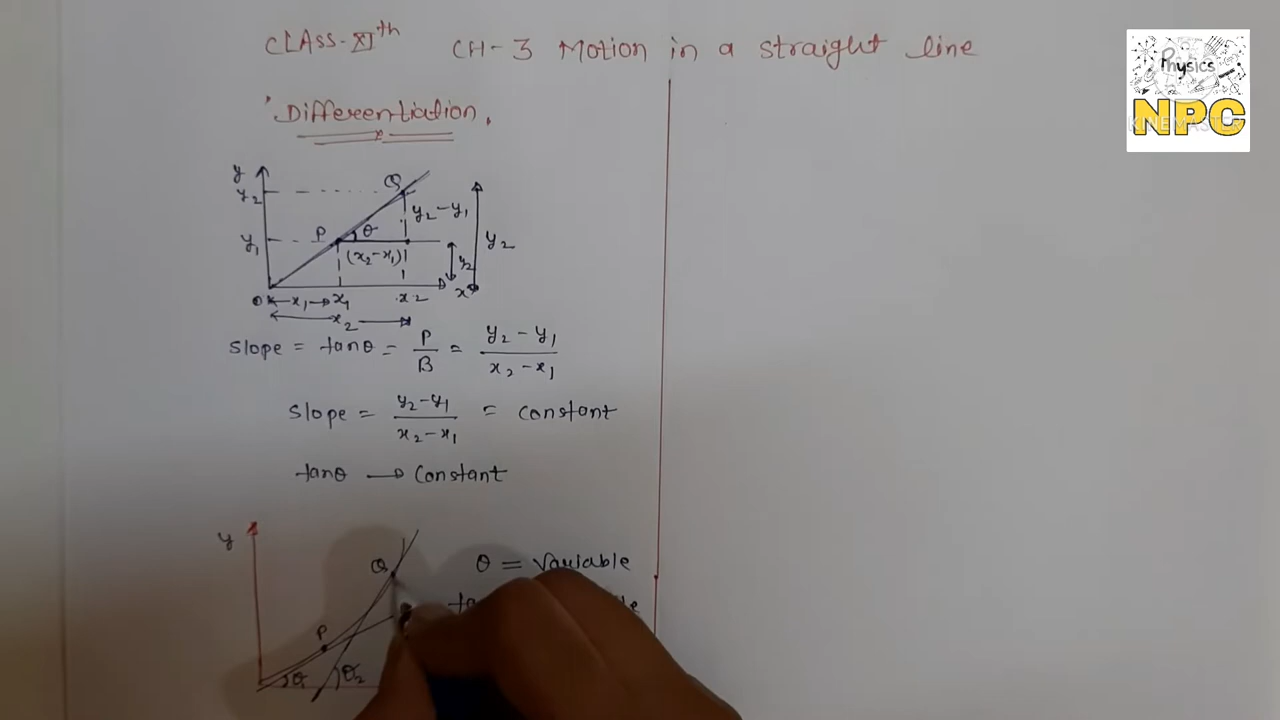 CLASS-XIth CH-3 Motion in a straight line
Physics
NPC
Differentiation.
y
y2
Q
y2-y1
P
θ
y1
(x2-x1)
y2
y2
x
O
x1
x1
x2
x2
Slope = tanθ = P/B = y2-y1/x2-x1
Slope = y2-y1/x2-x1 = constant
tanθ → Constant
y
Q
θ = Variable
P
θ1
θ2